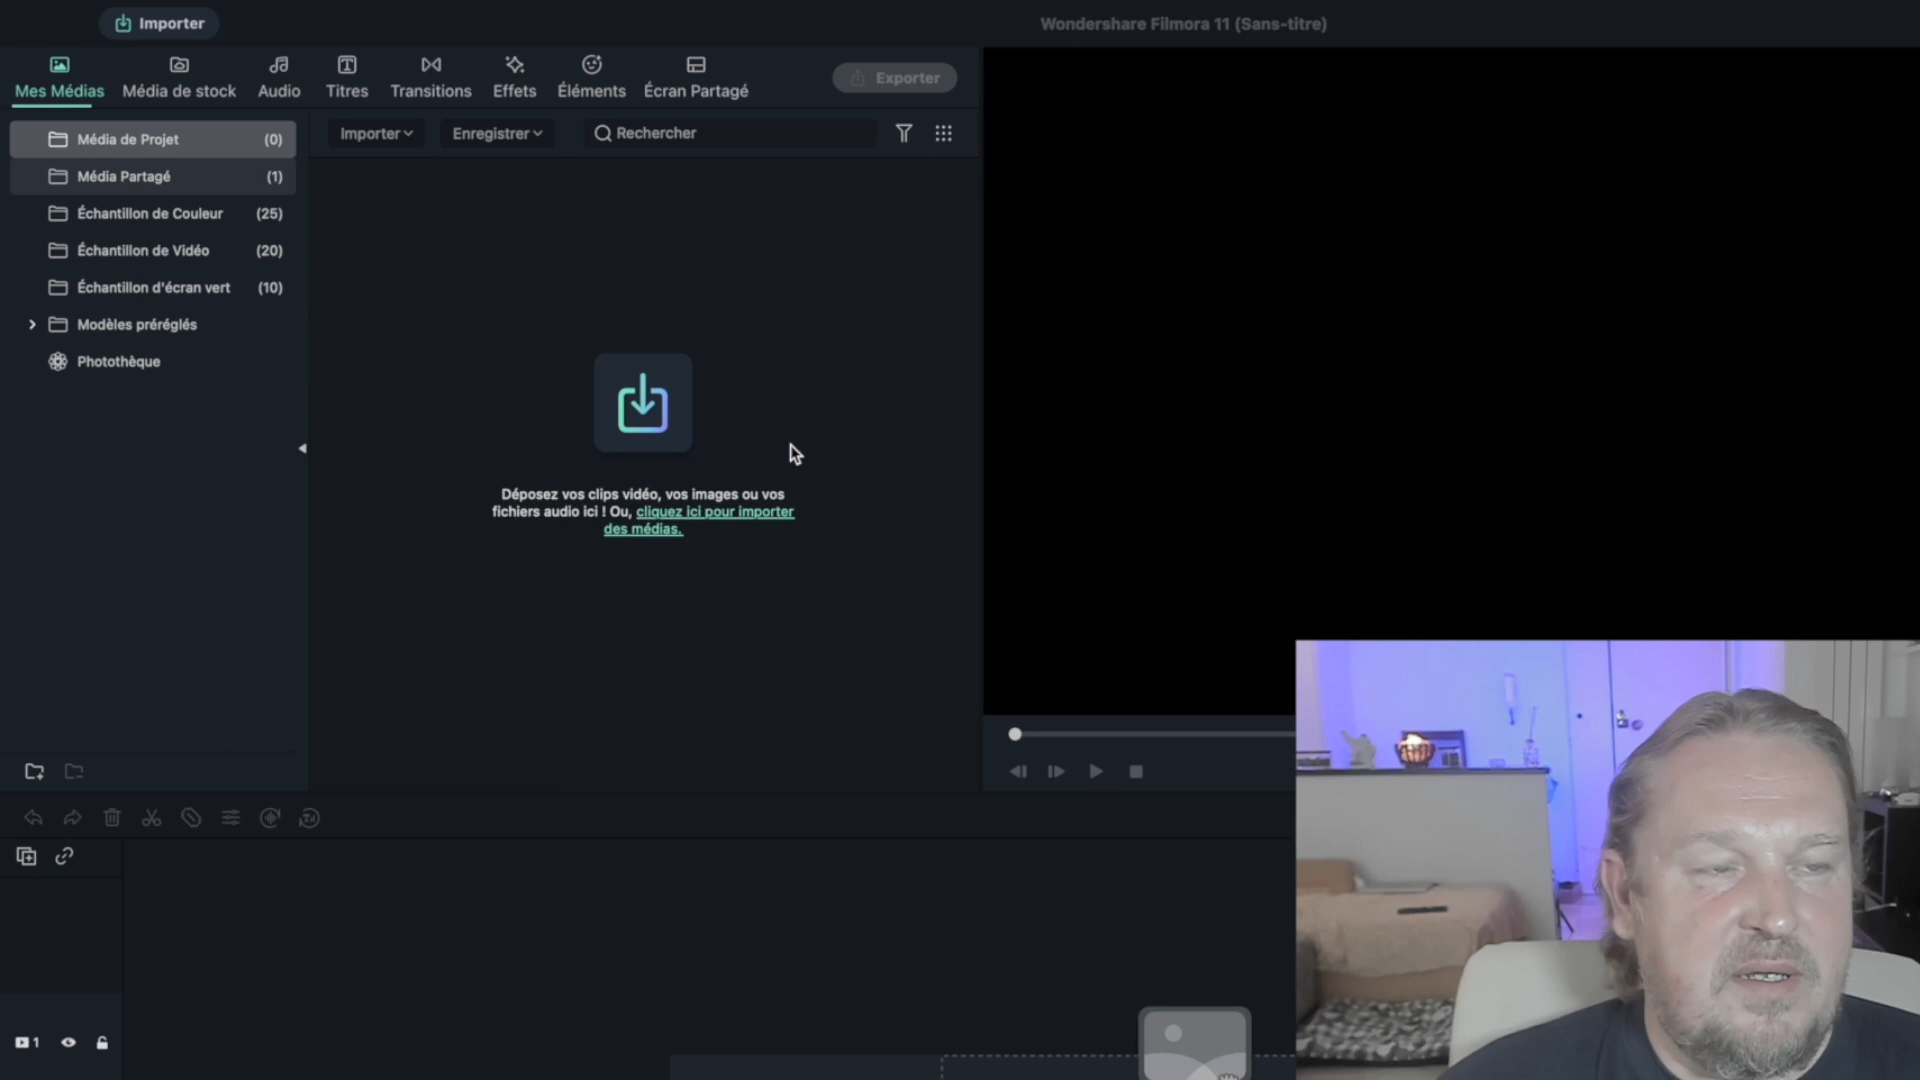 Importer
Wondershare Filmora 11 (Sans-titre)
Mes Médias
Média de stock
Audio
Titres
Transitions
Effets
Éléments
Écran Partagé
Exporter
Média de Projet (0)
Média Partagé (1)
Échantillon de Couleur (25)
Échantillon de Vidéo (20)
Échantillon d'écran vert (10)
Modèles préréglés
Photothèque
Importer
Enregistrer
Rechercher
Déposez vos clips vidéo, vos images ou vos
fichiers audio ici ! Ou, cliquez ici pour importer
des médias.
1